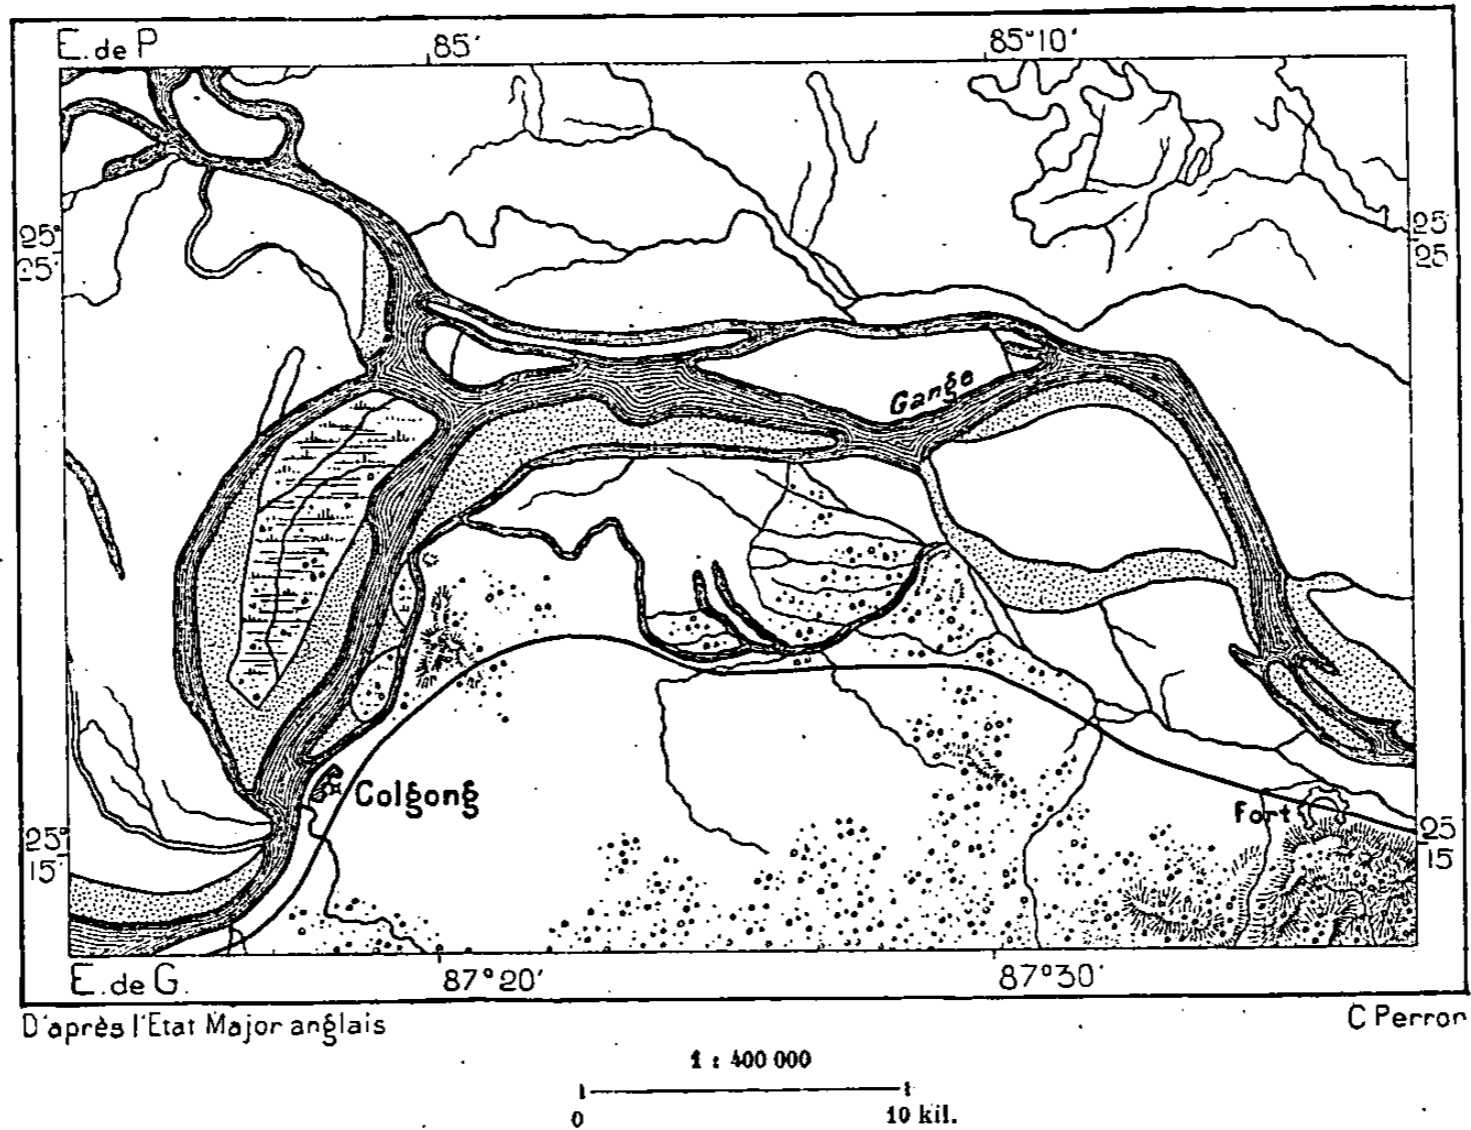 E. de P
85'
85°10'
25°
25'
25
25'
Gange
Colgong
Fort
25°
15'
25
15'
E. de G.
87°20'
87°30'
D'après l'Etat Major anglais
C Perron
1 : 400 000
0
10 kil.